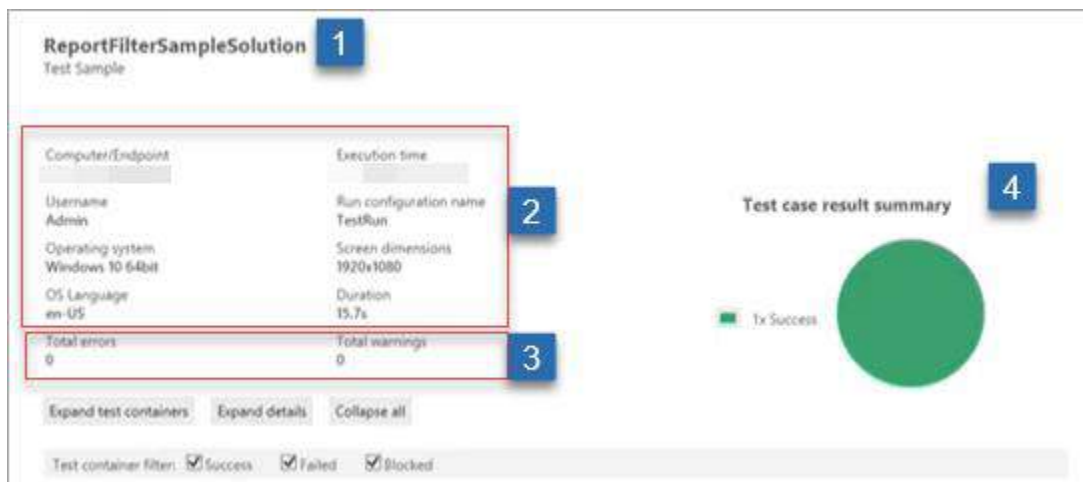 ReportFilterSampleSolution 1
Test Sample
Computer/Endpoint Execution time
Username Run configuration name
Admin TestRun
2
Operating system Screen dimensions
Windows 10 64bit 1920x1080
OS Language Duration
en-US 15.7s
Total errors Total warnings
0 0
3
Test case result summary 4
1x Success
Expand test containers Expand details Collapse all
Test container filter: Success Failed Blocked